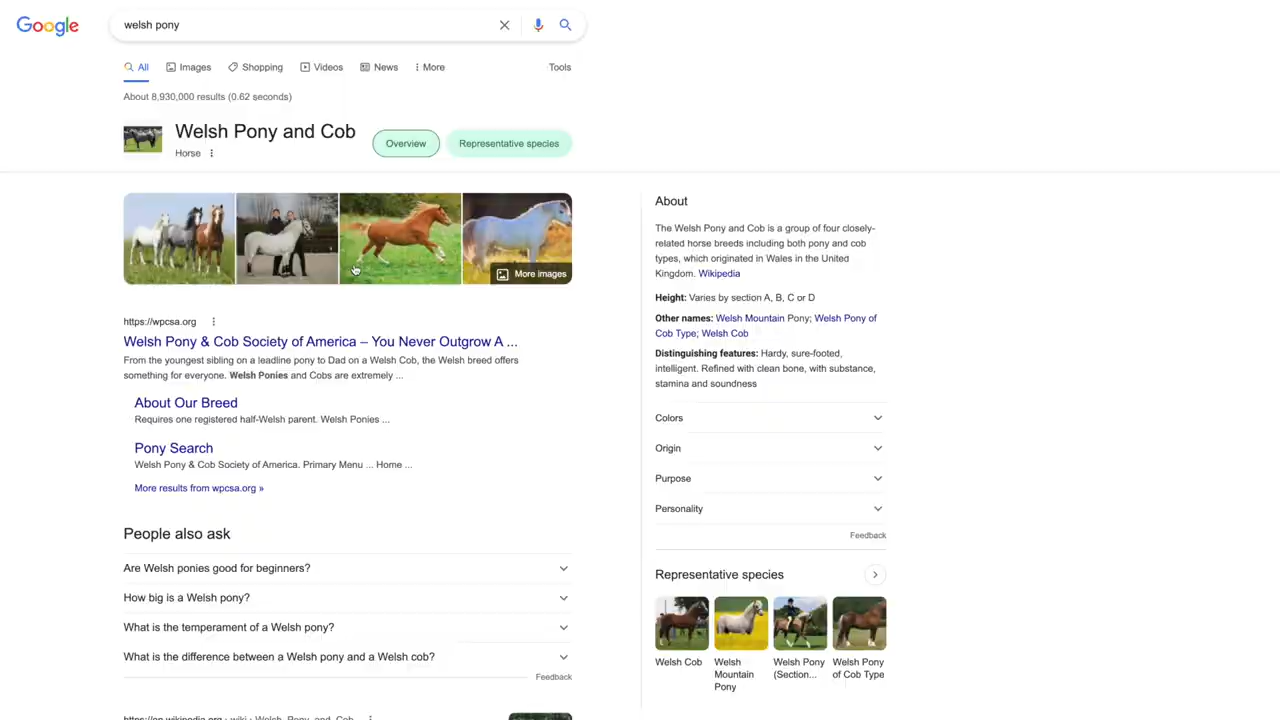 Google
welsh pony
All
Images
Shopping
Videos
News
More
Tools
About 8,930,000 results (0.62 seconds)
Welsh Pony and Cob
Horse
Overview
Representative species
More images
https://wpcsa.org
Welsh Pony & Cob Society of America – You Never Outgrow A ...
From the youngest sibling on a leadline pony to Dad on a Welsh Cob, the Welsh breed offers
something for everyone. Welsh Ponies and Cobs are extremely ...
About Our Breed
Requires one registered half-Welsh parent. Welsh Ponies ...
Pony Search
Welsh Pony & Cob Society of America. Primary Menu ... Home ...
More results from wpcsa.org »
People also ask
Are Welsh ponies good for beginners?
How big is a Welsh pony?
What is the temperament of a Welsh pony?
What is the difference between a Welsh pony and a Welsh cob?
Feedback
https://en.wikipedia.org › wiki › Welsh_Pony_and_Cob
About
The Welsh Pony and Cob is a group of four closely-
related horse breeds including both pony and cob
types, which originated in Wales in the United
Kingdom. Wikipedia
Height: Varies by section A, B, C or D
Other names: Welsh Mountain Pony; Welsh Pony of
Cob Type; Welsh Cob
Distinguishing features: Hardy, sure-footed,
intelligent. Refined with clean bone, with substance,
stamina and soundness
Colors
Origin
Purpose
Personality
Feedback
Representative species
Welsh Cob
Welsh
Mountain
Pony
Welsh Pony
(Section...
Welsh Pony
of Cob Type